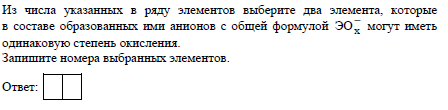 Из числа указанных в ряду элементов выберите два элемента, которые
в составе образованных ими анионов с общей формулой ЭОₓ⁻ могут иметь
одинаковую степень окисления.
Запишите номера выбранных элементов.
Ответ: